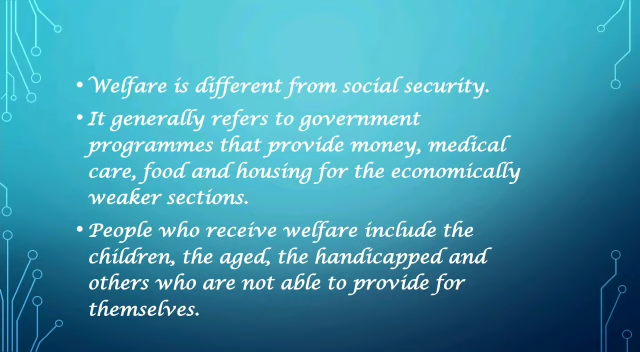 • Welfare is different from social security.
• It generally refers to government
programmes that provide money, medical
care, food and housing for the economically
weaker sections.
• People who receive welfare include the
children, the aged, the handicapped and
others who are not able to provide for
themselves.